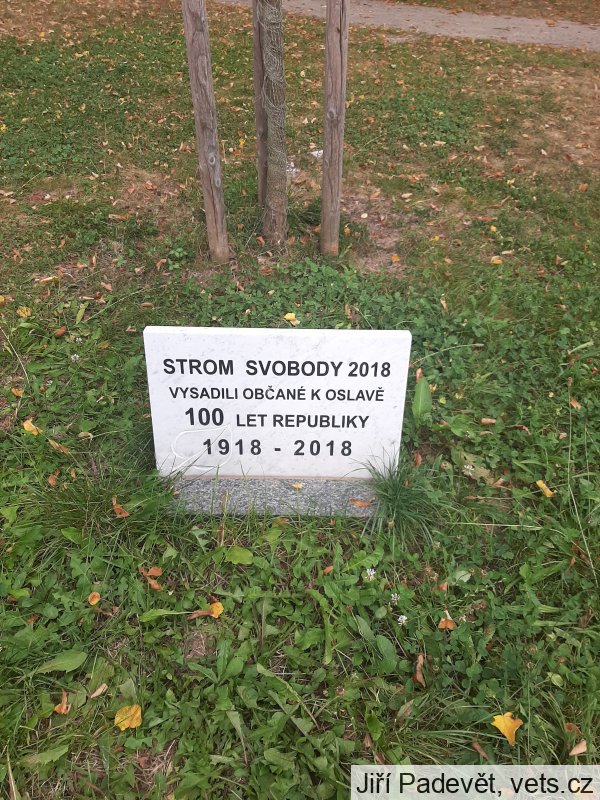 STROM SVOBODY 2018
VYSADILI OBČANÉ K OSLAVĚ
100 LET REPUBLIKY
1918 - 2018
Jiří Padevět, vets.cz